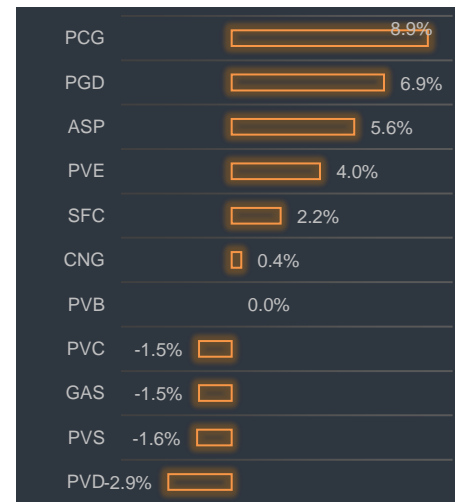 PCG 8.9%
PGD 6.9%
ASP 5.6%
PVE 4.0%
SFC 2.2%
CNG 0.4%
PVB 0.0%
PVC -1.5%
GAS -1.5%
PVS -1.6%
PVD -2.9%